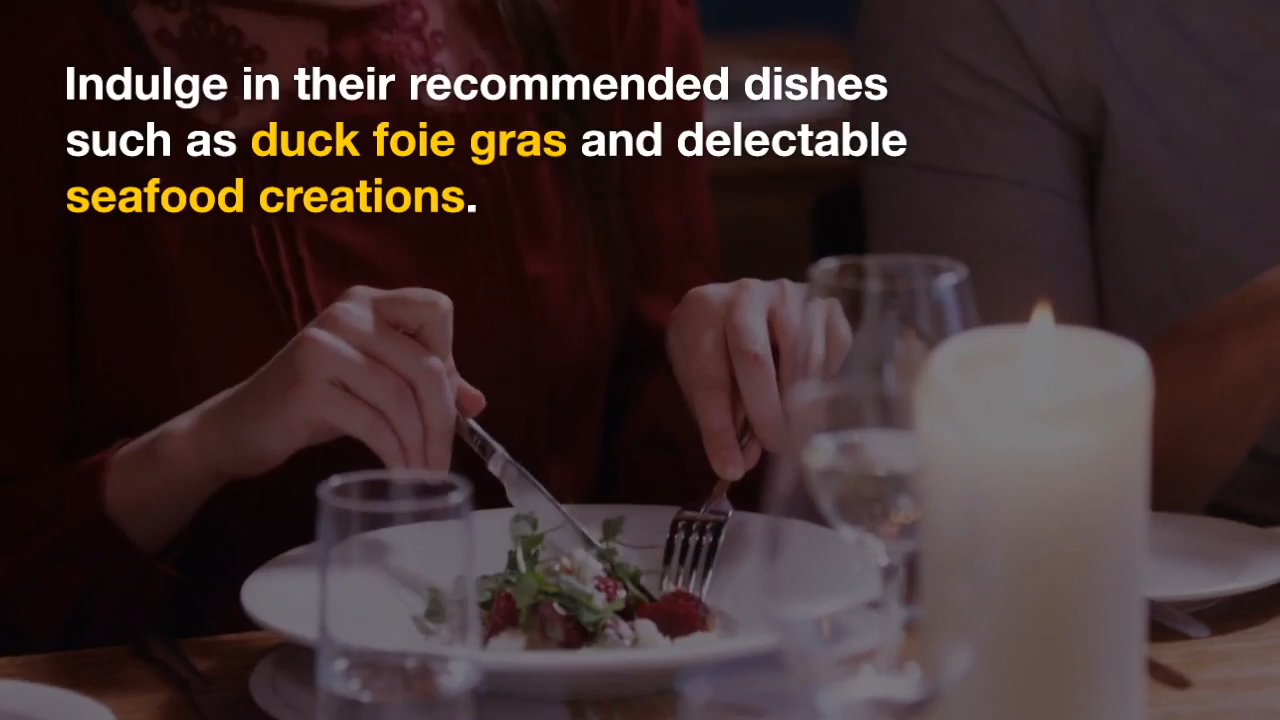 Indulge in their recommended dishes
such as duck foie gras and delectable
seafood creations.